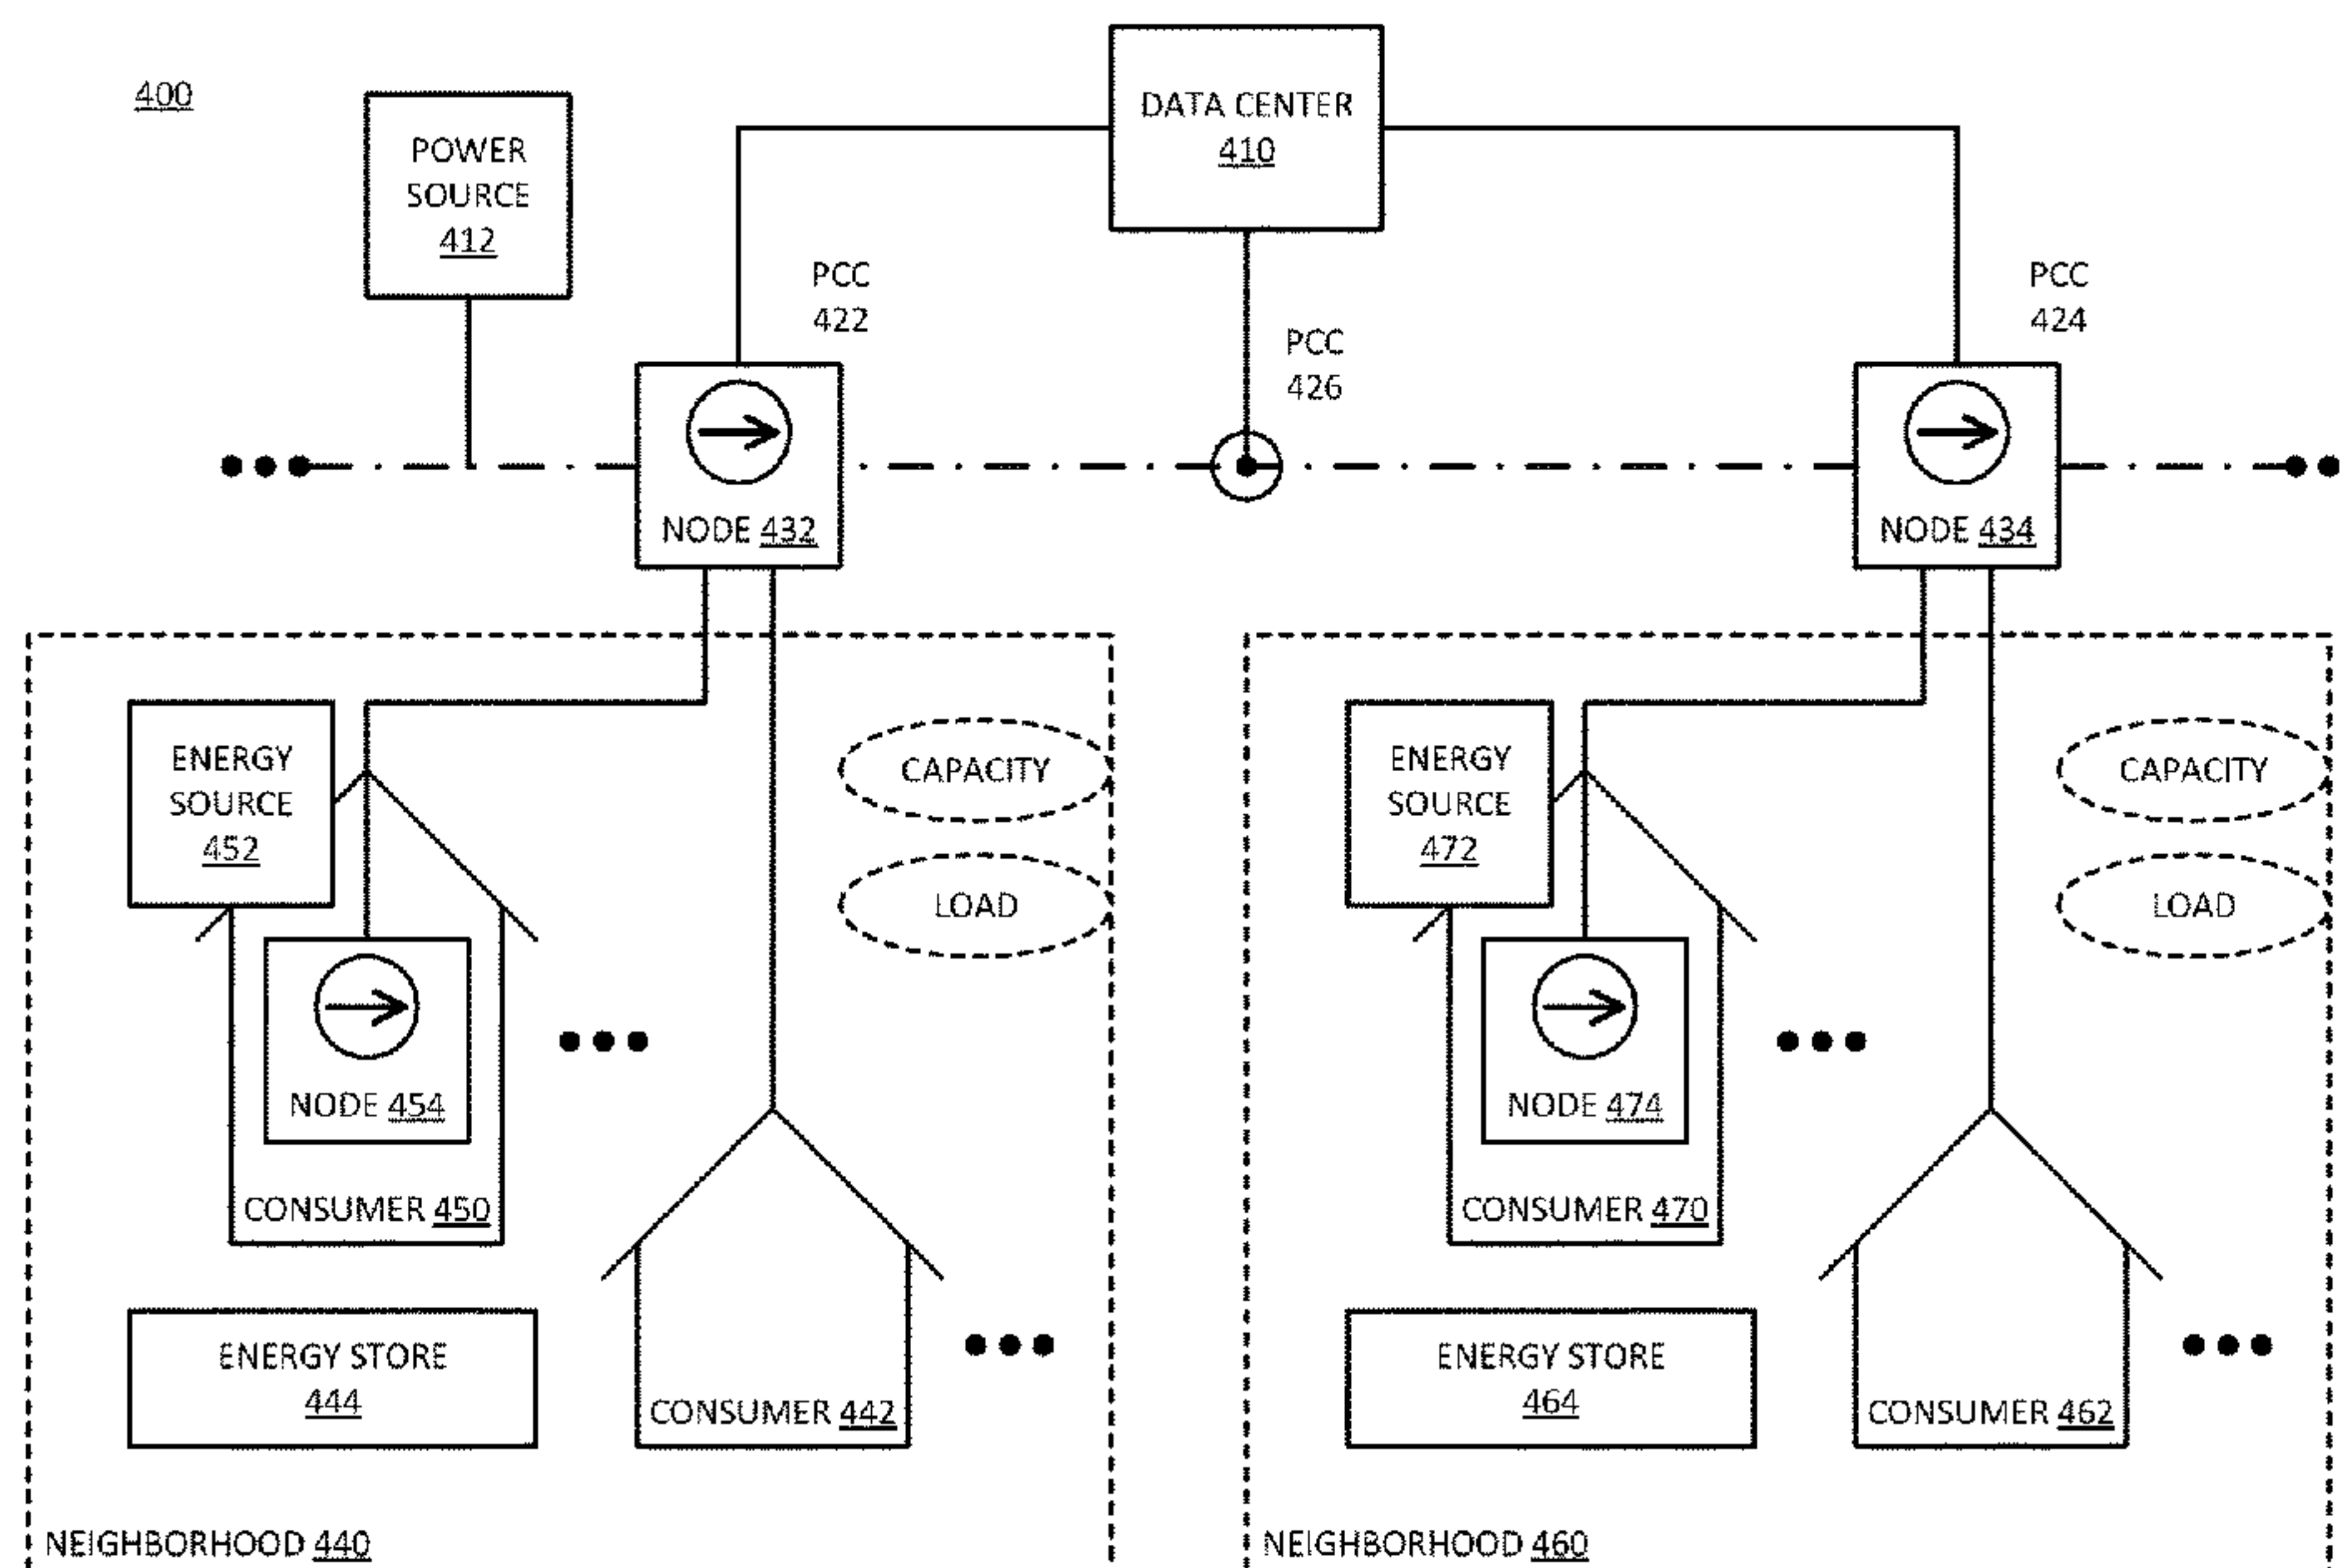 400
POWER
SOURCE
412
DATA CENTER
410
PCC
422
PCC
426
PCC
424
NODE 432
NODE 434
ENERGY
SOURCE
452
CAPACITY
LOAD
NODE 454
CONSUMER 450
ENERGY STORE
444
CONSUMER 442
NEIGHBORHOOD 440
ENERGY
SOURCE
472
CAPACITY
LOAD
NODE 474
CONSUMER 470
ENERGY STORE
464
CONSUMER 462
NEIGHBORHOOD 460